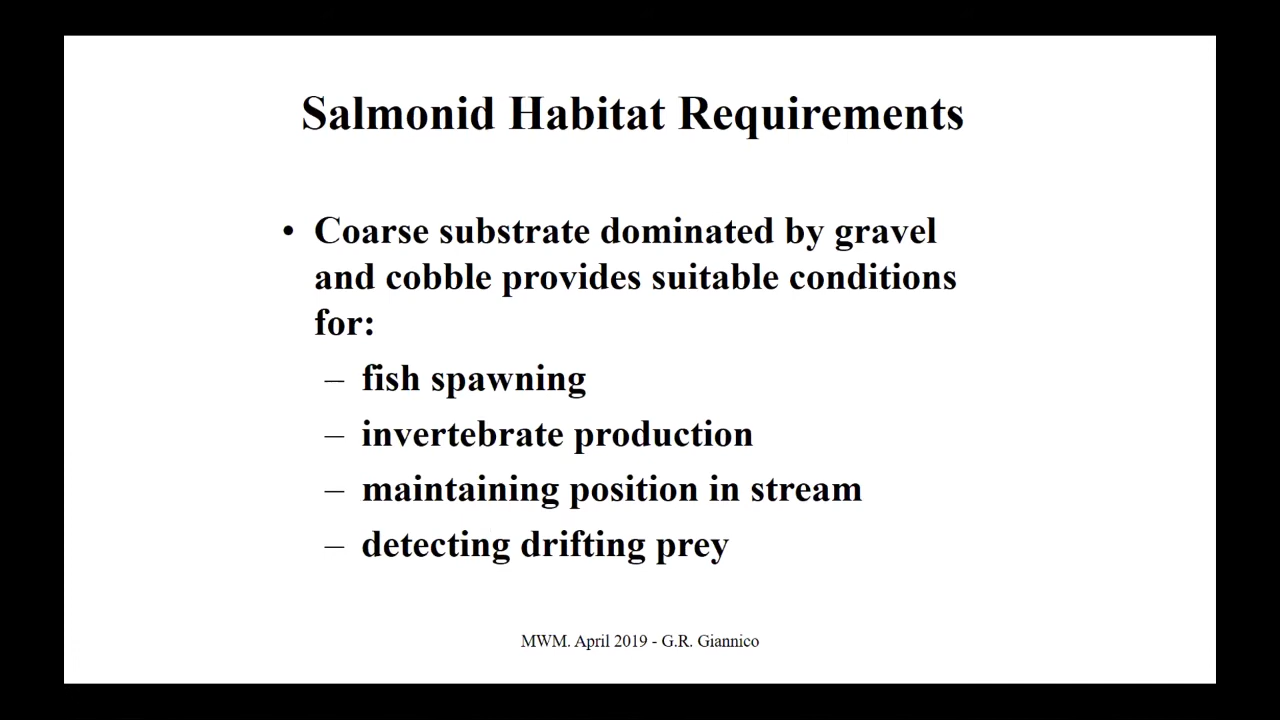 Salmonid Habitat Requirements
• Coarse substrate dominated by gravel
and cobble provides suitable conditions
for:
– fish spawning
– invertebrate production
– maintaining position in stream
– detecting drifting prey
MWM. April 2019 - G.R. Giannico